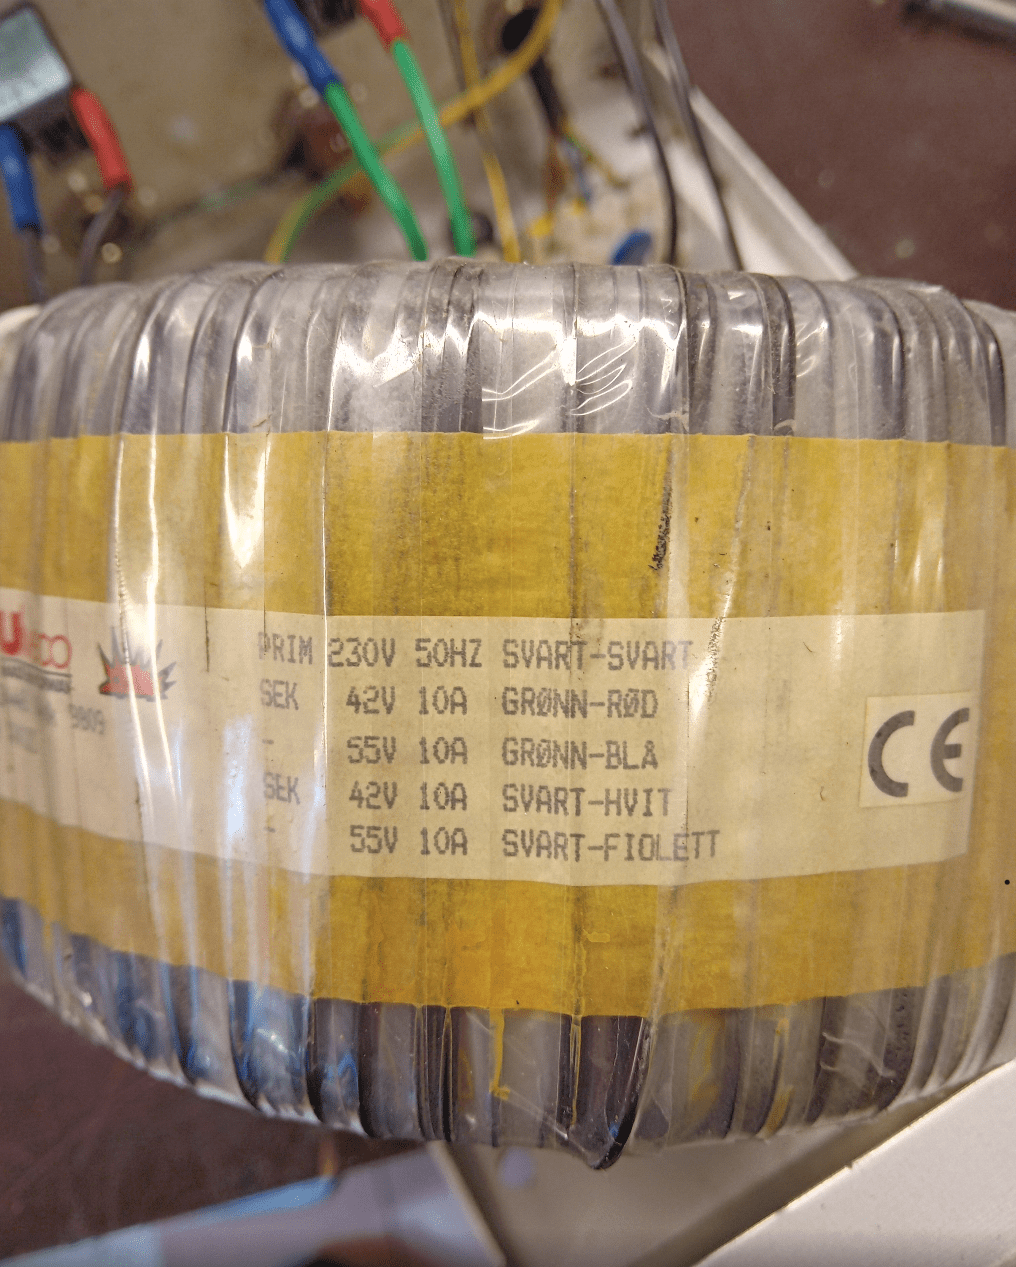 PRIM 230V 50HZ SVART-SVART
SEK 42V 10A GRØNN-RØD
- 55V 10A GRØNN-BLÅ
SEK 42V 10A SVART-HVIT
- 55V 10A SVART-FIOLETT
CE
9809